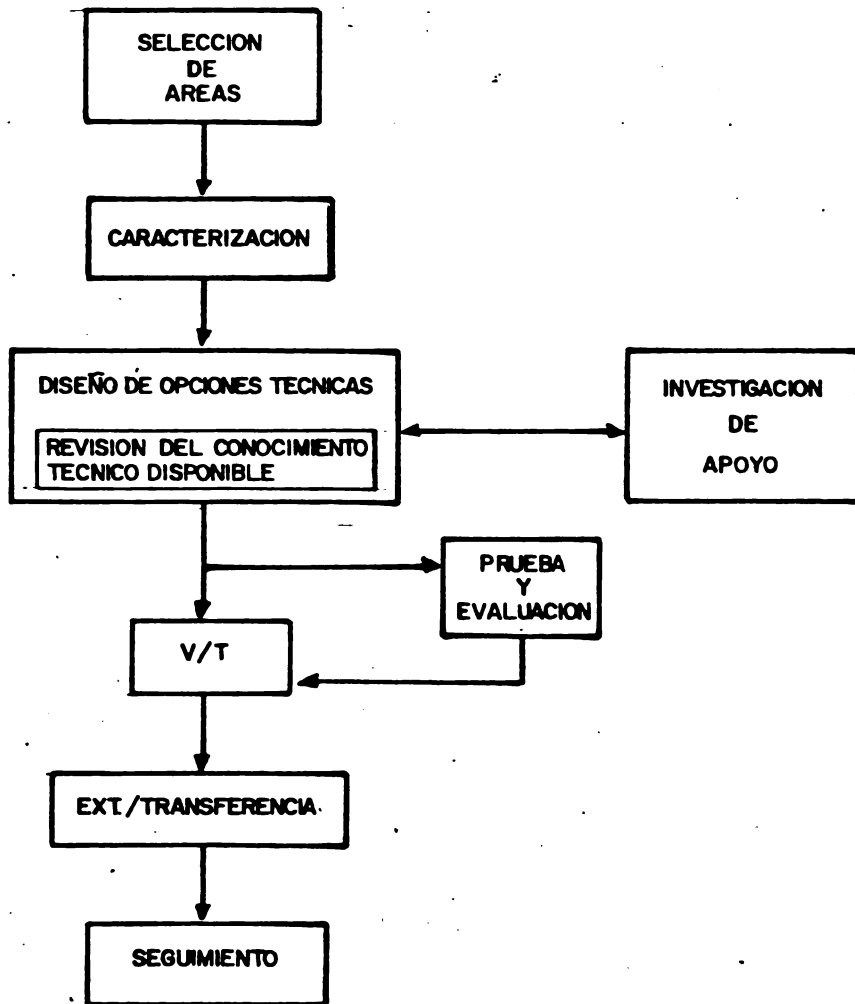 SELECCION
DE
AREAS
CARACTERIZACION
DISEÑO DE OPCIONES TECNICAS
REVISION DEL CONOCIMIENTO
TECNICO DISPONIBLE
INVESTIGACION
DE
APOYO
PRUEBA
Y
EVALUACION
V/T
EXT./TRANSFERENCIA.
SEGUIMIENTO